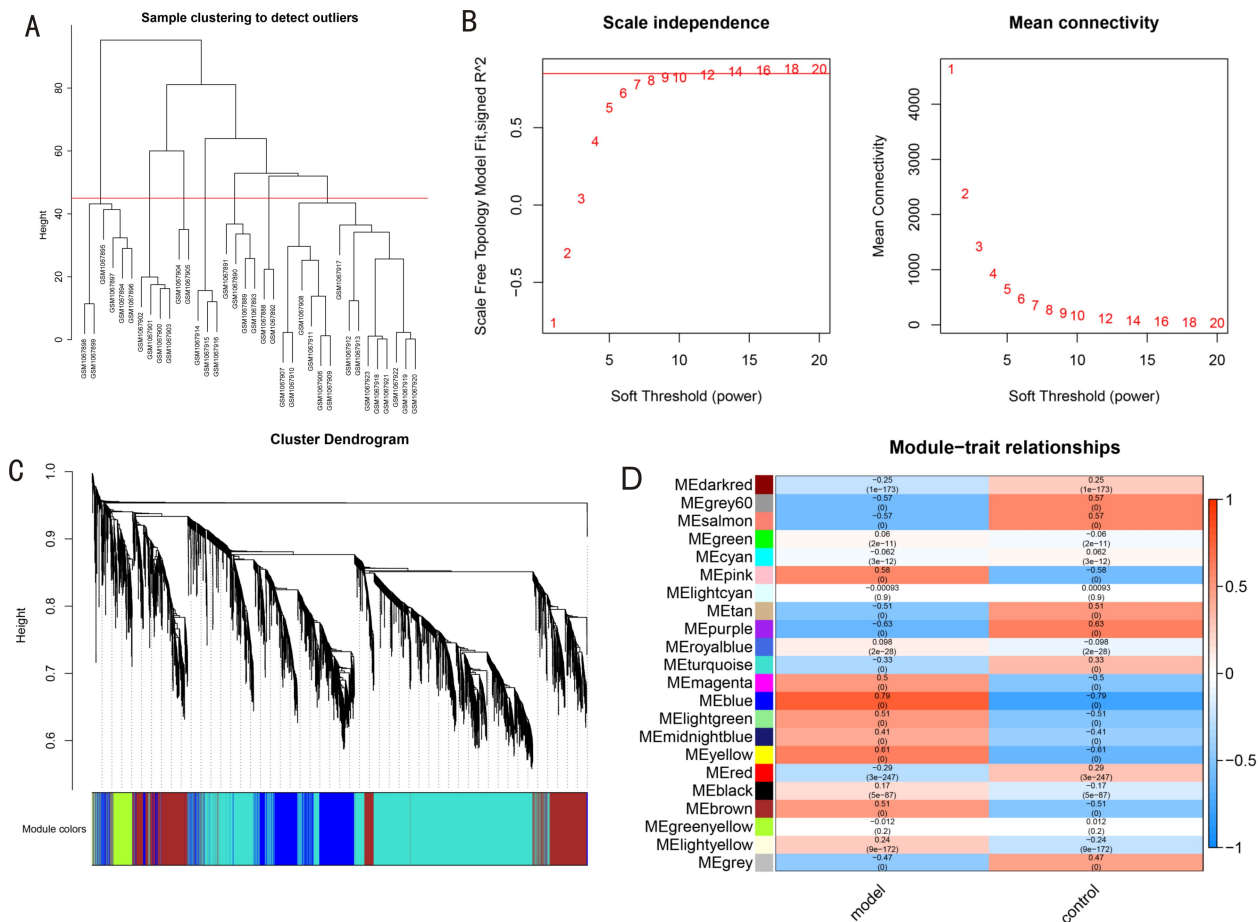 A
Sample clustering to detect outliers
Height
0
20
40
60
80
GSM1067898
GSM1067899
GSM1067895
GSM1067897
GSM1067894
GSM1067896
GSM1067902
GSM1067901
GSM1067900
GSM1067903
GSM1067904
GSM1067905
GSM1067914
GSM1067915
GSM1067916
GSM1067891
GSM1067890
GSM1067889
GSM1067893
GSM1067888
GSM1067892
GSM1067907
GSM1067910
GSM1067908
GSM1067911
GSM1067906
GSM1067909
GSM1067917
GSM1067912
GSM1067913
GSM1067923
GSM1067918
GSM1067921
GSM1067922
GSM1067919
GSM1067920
B
Scale independence
Scale Free Topology Model Fit,signed R^2
−0.5
0.0
0.5
1
2
3
4
5
6
7
8
9
10
12
14
16
18
20
5
10
15
20
Soft Threshold (power)
Mean connectivity
Mean Connectivity
0
1000
2000
3000
4000
1
2
3
4
5
6
7
8
9
10
12
14
16
18
20
5
10
15
20
Soft Threshold (power)
C
Cluster Dendrogram
Height
1.0
0.9
0.8
0.7
0.6
Module colors
D
Module−trait relationships
MEdarkred
−0.25
(1e−173)
0.25
(1e−173)
MEgrey60
−0.57
(0)
0.57
(0)
MEsalmon
−0.57
(0)
0.57
(0)
MEgreen
0.06
(2e−11)
−0.06
(2e−11)
MEcyan
−0.062
(3e−12)
0.062
(3e−12)
MEpink
0.58
(0)
−0.58
(0)
MElightcyan
−0.00093
(0.9)
0.00093
(0.9)
MEtan
−0.51
(0)
0.51
(0)
MEpurple
−0.63
(0)
0.63
(0)
MEroyalblue
0.098
(2e−28)
−0.098
(2e−28)
MEturquoise
−0.33
(0)
0.33
(0)
MEmagenta
0.5
(0)
−0.5
(0)
MEblue
0.79
(0)
−0.79
(0)
MElightgreen
0.51
(0)
−0.51
(0)
MEmidnightblue
0.41
(0)
−0.41
(0)
MEyellow
0.61
(0)
−0.61
(0)
MEred
−0.29
(3e−247)
0.29
(3e−247)
MEblack
0.17
(5e−87)
−0.17
(5e−87)
MEbrown
0.51
(0)
−0.51
(0)
MEgreenyellow
−0.012
(0.2)
0.012
(0.2)
MElightyellow
0.24
(9e−172)
−0.24
(9e−172)
MEgrey
−0.47
(0)
0.47
(0)
model
control
1
0.5
0
−0.5
−1